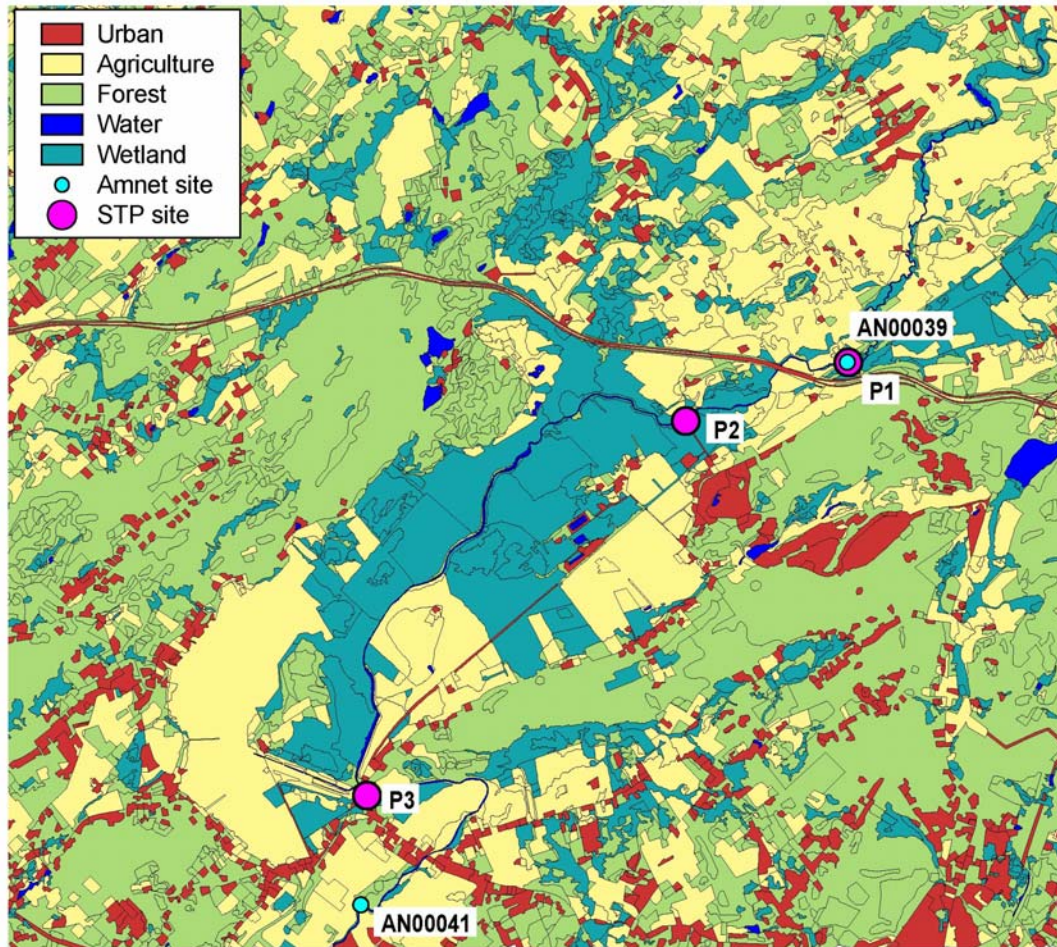 Urban
Agriculture
Forest
Water
Wetland
Amnet site
STP site
AN00039
P1
P2
P3
AN00041